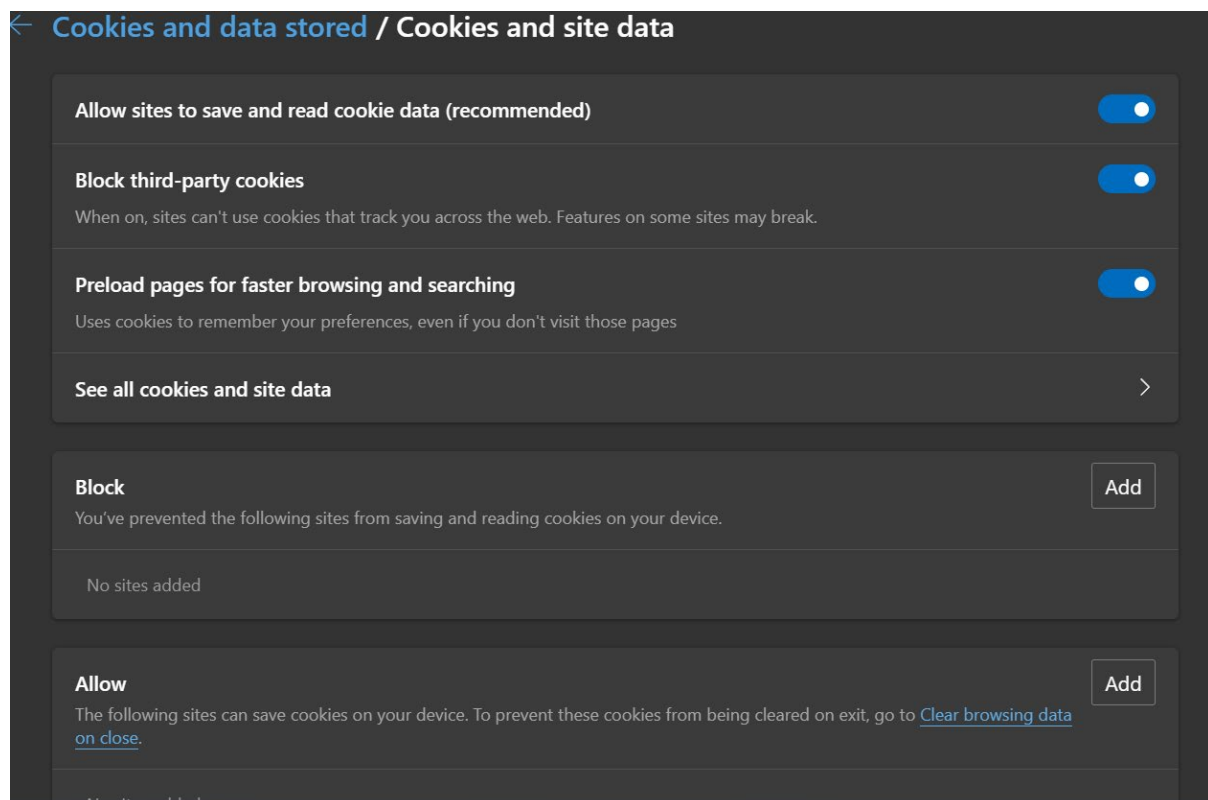 Cookies and data stored / Cookies and site data
Allow sites to save and read cookie data (recommended)
Block third-party cookies
When on, sites can't use cookies that track you across the web. Features on some sites may break.
Preload pages for faster browsing and searching
Uses cookies to remember your preferences, even if you don't visit those pages
See all cookies and site data
Block
Add
You’ve prevented the following sites from saving and reading cookies on your device.
No sites added
Allow
Add
The following sites can save cookies on your device. To prevent these cookies from being cleared on exit, go to Clear browsing data
on close.